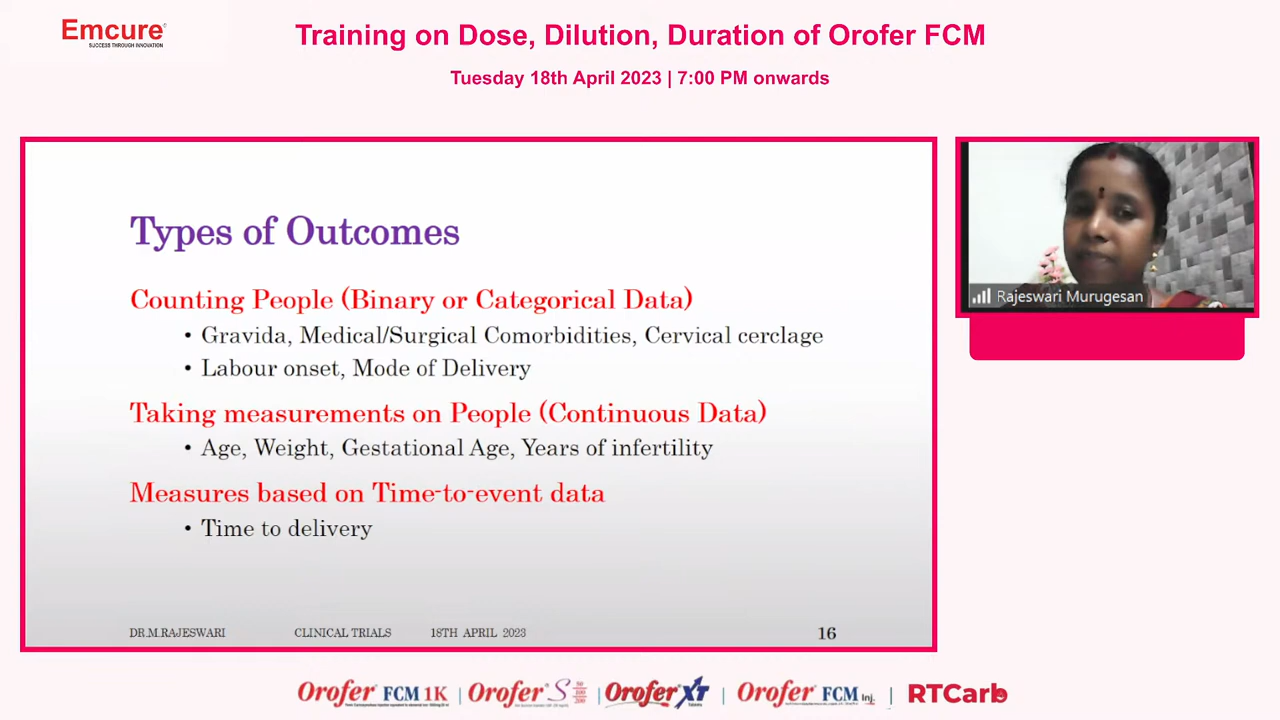 Emcure
SUCCESS THROUGH INNOVATION
Training on Dose, Dilution, Duration of Orofer FCM
Tuesday 18th April 2023 | 7:00 PM onwards
Types of Outcomes
Counting People (Binary or Categorical Data)
• Gravida, Medical/Surgical Comorbidities, Cervical cerclage
• Labour onset, Mode of Delivery
Taking measurements on People (Continuous Data)
• Age, Weight, Gestational Age, Years of infertility
Measures based on Time-to-event data
• Time to delivery
DR.M.RAJESWARI CLINICAL TRIALS 18TH APRIL 2023 16
Rajeswari Murugesan
Orofer FCM 1K | Orofer S 50 100 200 | Orofer XT Tablets | Orofer FCM Inj. | RTCarb